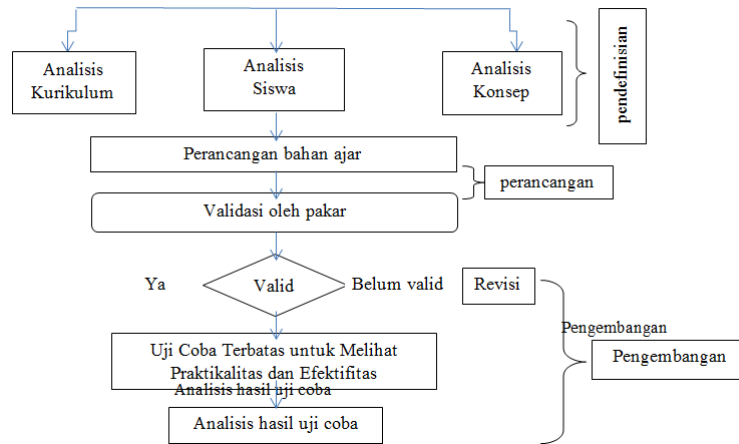 Analisis
Kurikulum
Analisis
Siswa
Analisis
Konsep
pendefinisian
Perancangan bahan ajar
perancangan
Validasi oleh pakar
Ya
Valid
Belum valid
Revisi
Pengembangan
Uji Coba Terbatas untuk Melihat
Praktikalitas dan Efektifitas
Pengembangan
Analisis hasil uji coba
Analisis hasil uji coba